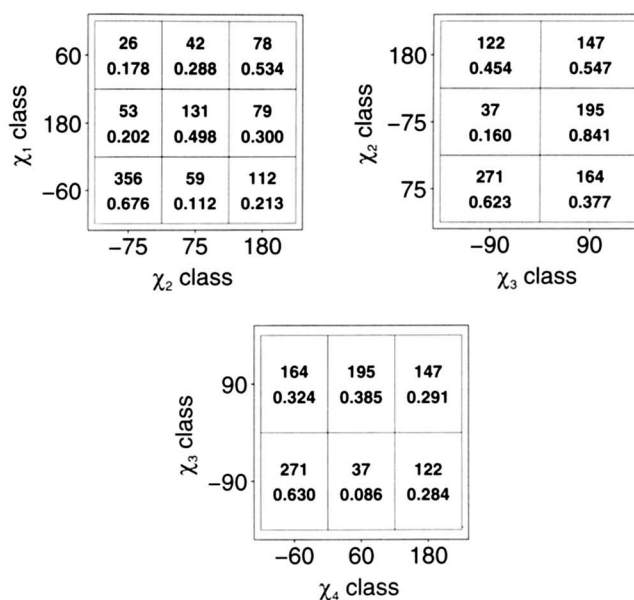 26 42 78
60
0.178 0.288 0.534
53 131 79
180
0.202 0.498 0.300
356 59 112
−60
0.676 0.112 0.213
χ1 class
−75 75 180
χ2 class
122 147
180
0.454 0.547
37 195
−75
0.160 0.841
271 164
75
0.623 0.377
χ2 class
−90 90
χ3 class
164 195 147
90
0.324 0.385 0.291
271 37 122
−90
0.630 0.086 0.284
χ3 class
−60 60 180
χ4 class